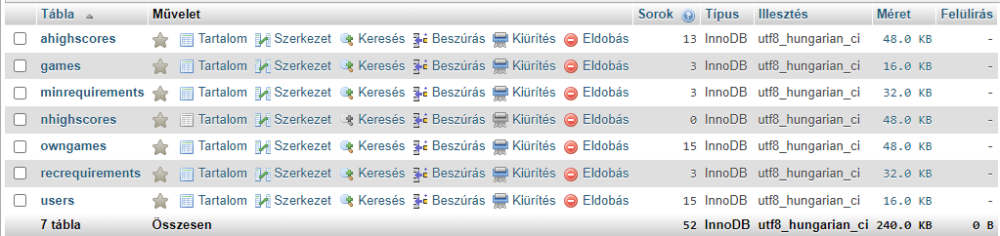 Tábla Művelet Sorok Típus Illesztés Méret Felülírás
ahighscores Tartalom Szerkezet Keresés Beszúrás Kiürítés Eldobás 13 InnoDB utf8_hungarian_ci 48.0 KB -
games Tartalom Szerkezet Keresés Beszúrás Kiürítés Eldobás 3 InnoDB utf8_hungarian_ci 16.0 KB -
minrequirements Tartalom Szerkezet Keresés Beszúrás Kiürítés Eldobás 3 InnoDB utf8_hungarian_ci 32.0 KB -
nhighscores Tartalom Szerkezet Keresés Beszúrás Kiürítés Eldobás 0 InnoDB utf8_hungarian_ci 48.0 KB -
owngames Tartalom Szerkezet Keresés Beszúrás Kiürítés Eldobás 15 InnoDB utf8_hungarian_ci 48.0 KB -
recrequirements Tartalom Szerkezet Keresés Beszúrás Kiürítés Eldobás 3 InnoDB utf8_hungarian_ci 32.0 KB -
users Tartalom Szerkezet Keresés Beszúrás Kiürítés Eldobás 15 InnoDB utf8_hungarian_ci 16.0 KB -
7 tábla Összesen 52 InnoDB utf8_hungarian_ci 240.0 KB 0 B